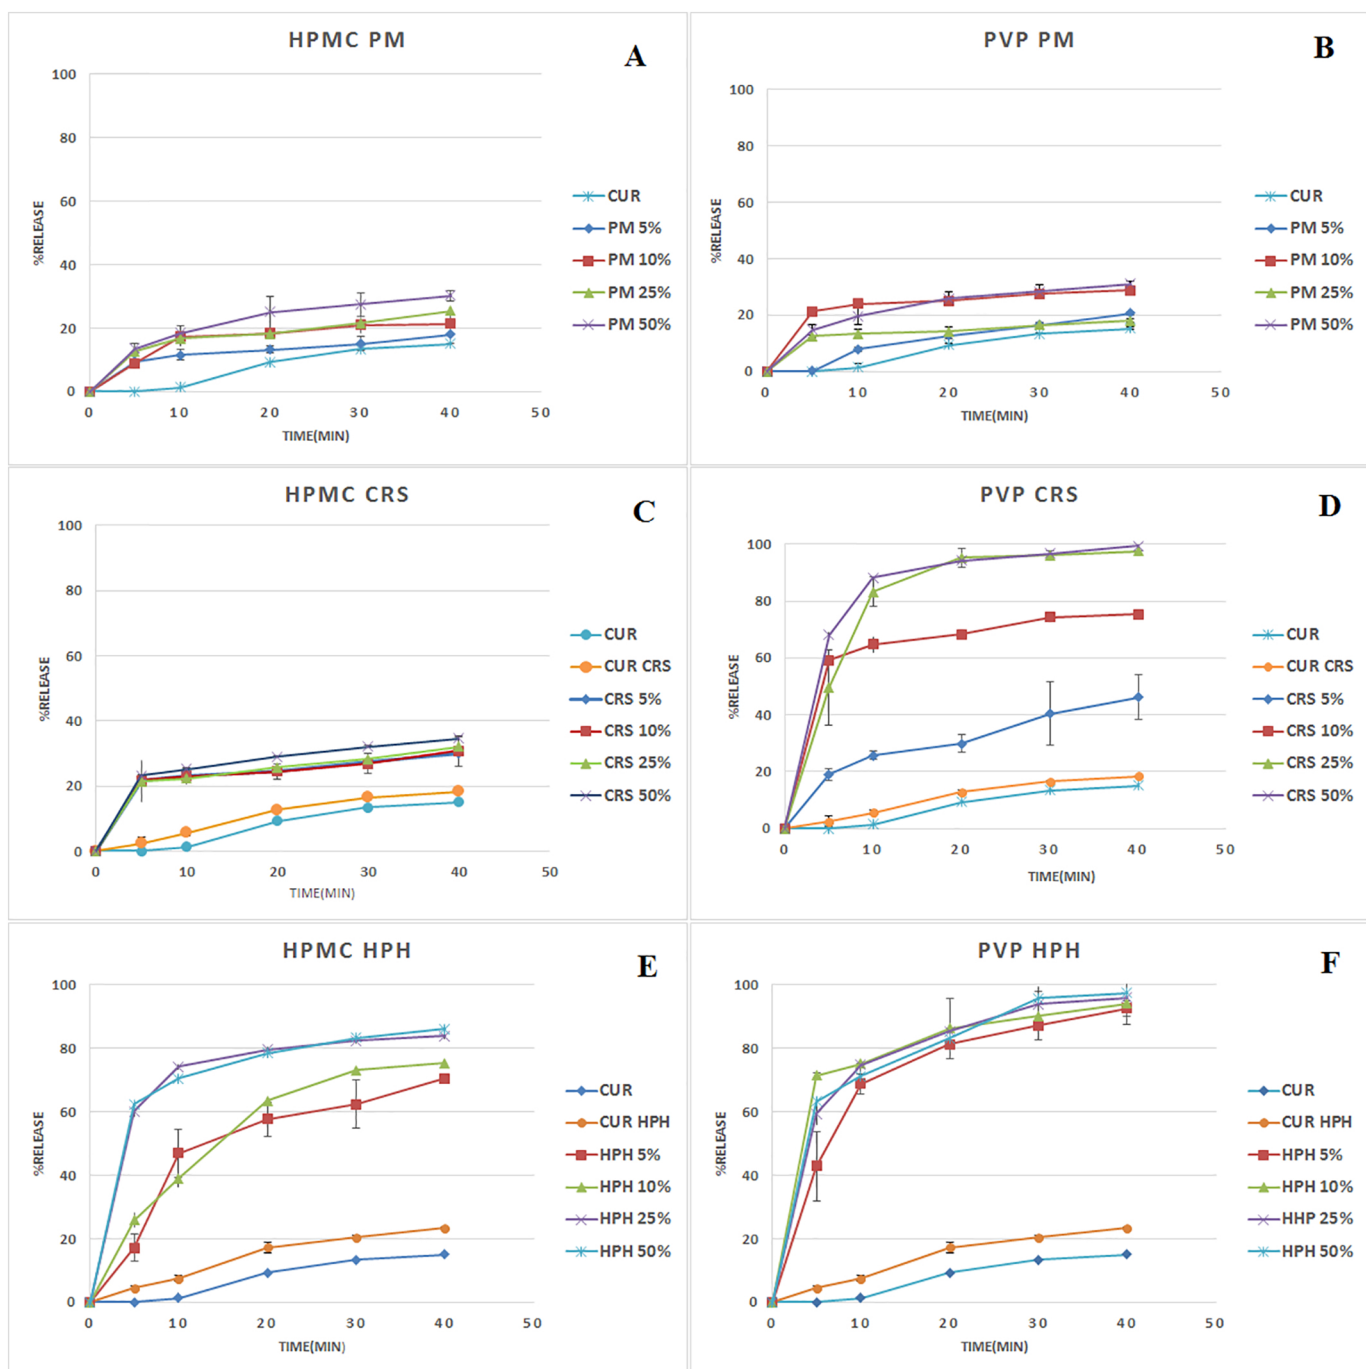 HPMC PM
A
100
80
60
40
20
0
%RELEASE
0 10 20 30 40 50
TIME(MIN)
CUR
PM 5%
PM 10%
PM 25%
PM 50%
PVP PM
B
100
80
60
40
20
0
%RELEASE
0 10 20 30 40 50
TIME(MIN)
CUR
PM 5%
PM 10%
PM 25%
PM 50%
HPMC CRS
C
100
80
60
40
20
0
%RELEASE
0 10 20 30 40 50
TIME(MIN)
CUR
CUR CRS
CRS 5%
CRS 10%
CRS 25%
CRS 50%
PVP CRS
D
100
80
60
40
20
0
%RELEASE
0 10 20 30 40 50
TIME(MIN)
CUR
CUR CRS
CRS 5%
CRS 10%
CRS 25%
CRS 50%
HPMC HPH
E
100
80
60
40
20
0
%RELEASE
0 10 20 30 40 50
TIME(MIN)
CUR
CUR HPH
HPH 5%
HPH 10%
HPH 25%
HPH 50%
PVP HPH
F
100
80
60
40
20
0
%RELEASE
0 10 20 30 40 50
TIME(MIN)
CUR
CUR HPH
HPH 5%
HPH 10%
HHP 25%
HPH 50%